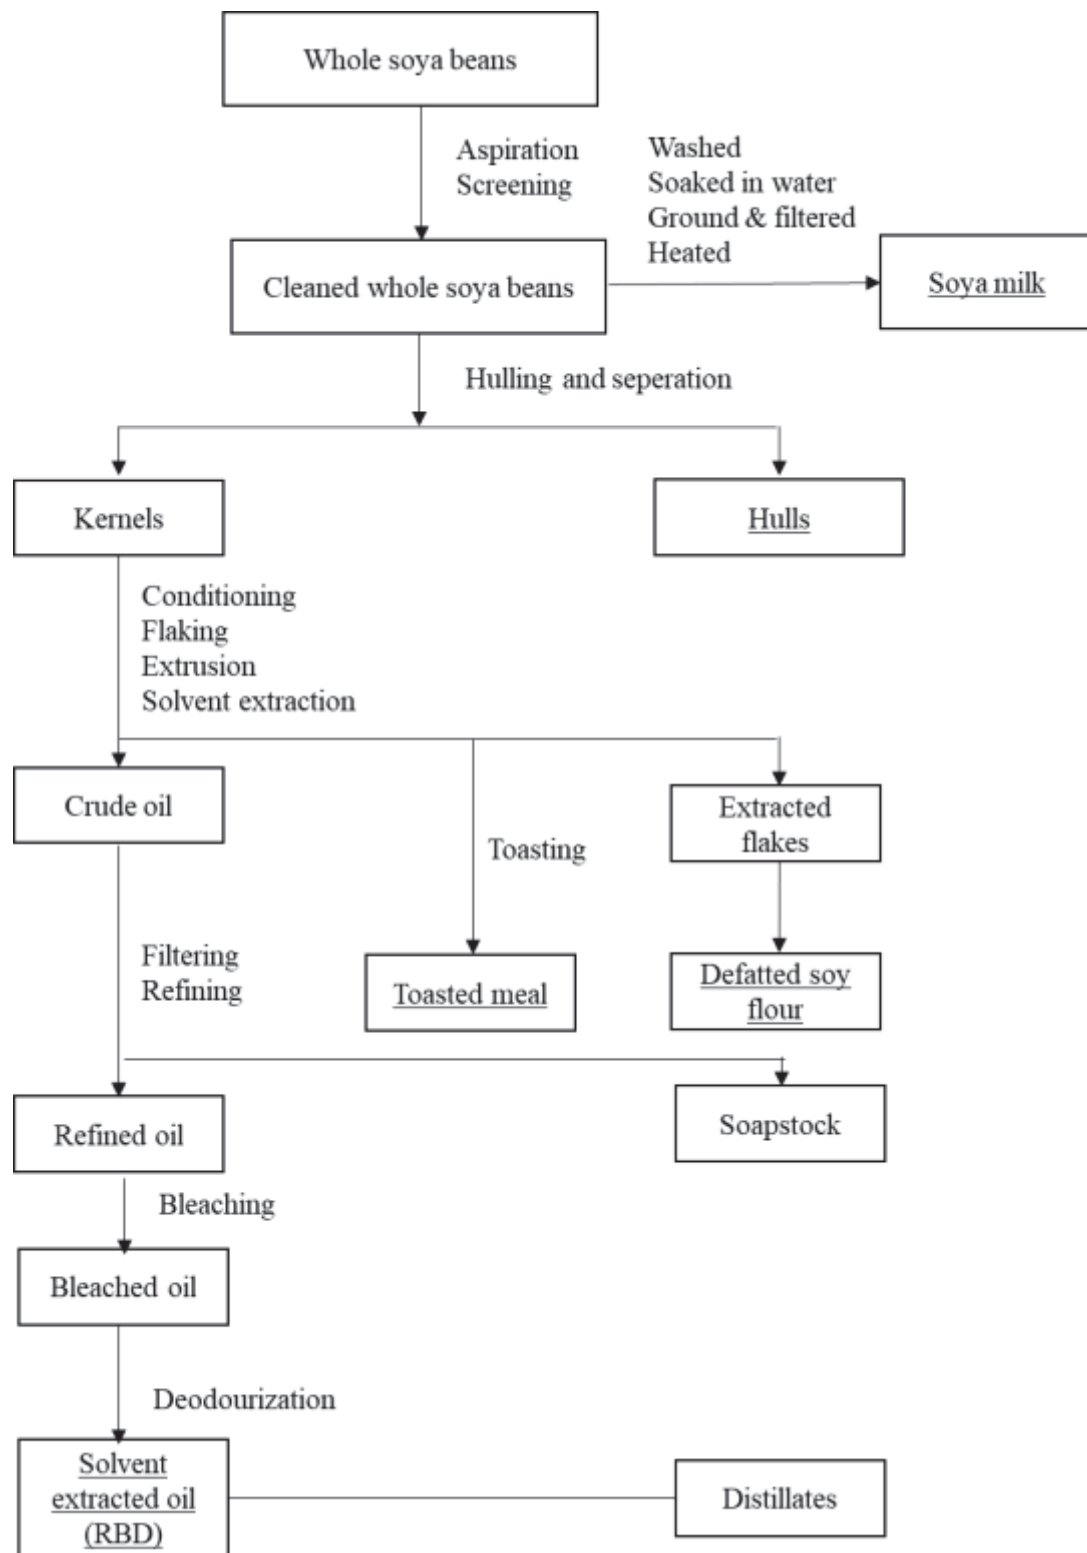 Whole soya beans
Aspiration
Screening
Washed
Soaked in water
Ground & filtered
Heated
Cleaned whole soya beans
Soya milk
Hulling and seperation
Kernels
Hulls
Conditioning
Flaking
Extrusion
Solvent extraction
Crude oil
Toasting
Extracted
flakes
Filtering
Refining
Toasted meal
Defatted soy
flour
Refined oil
Soapstock
Bleaching
Bleached oil
Deodourization
Solvent
extracted oil
(RBD)
Distillates